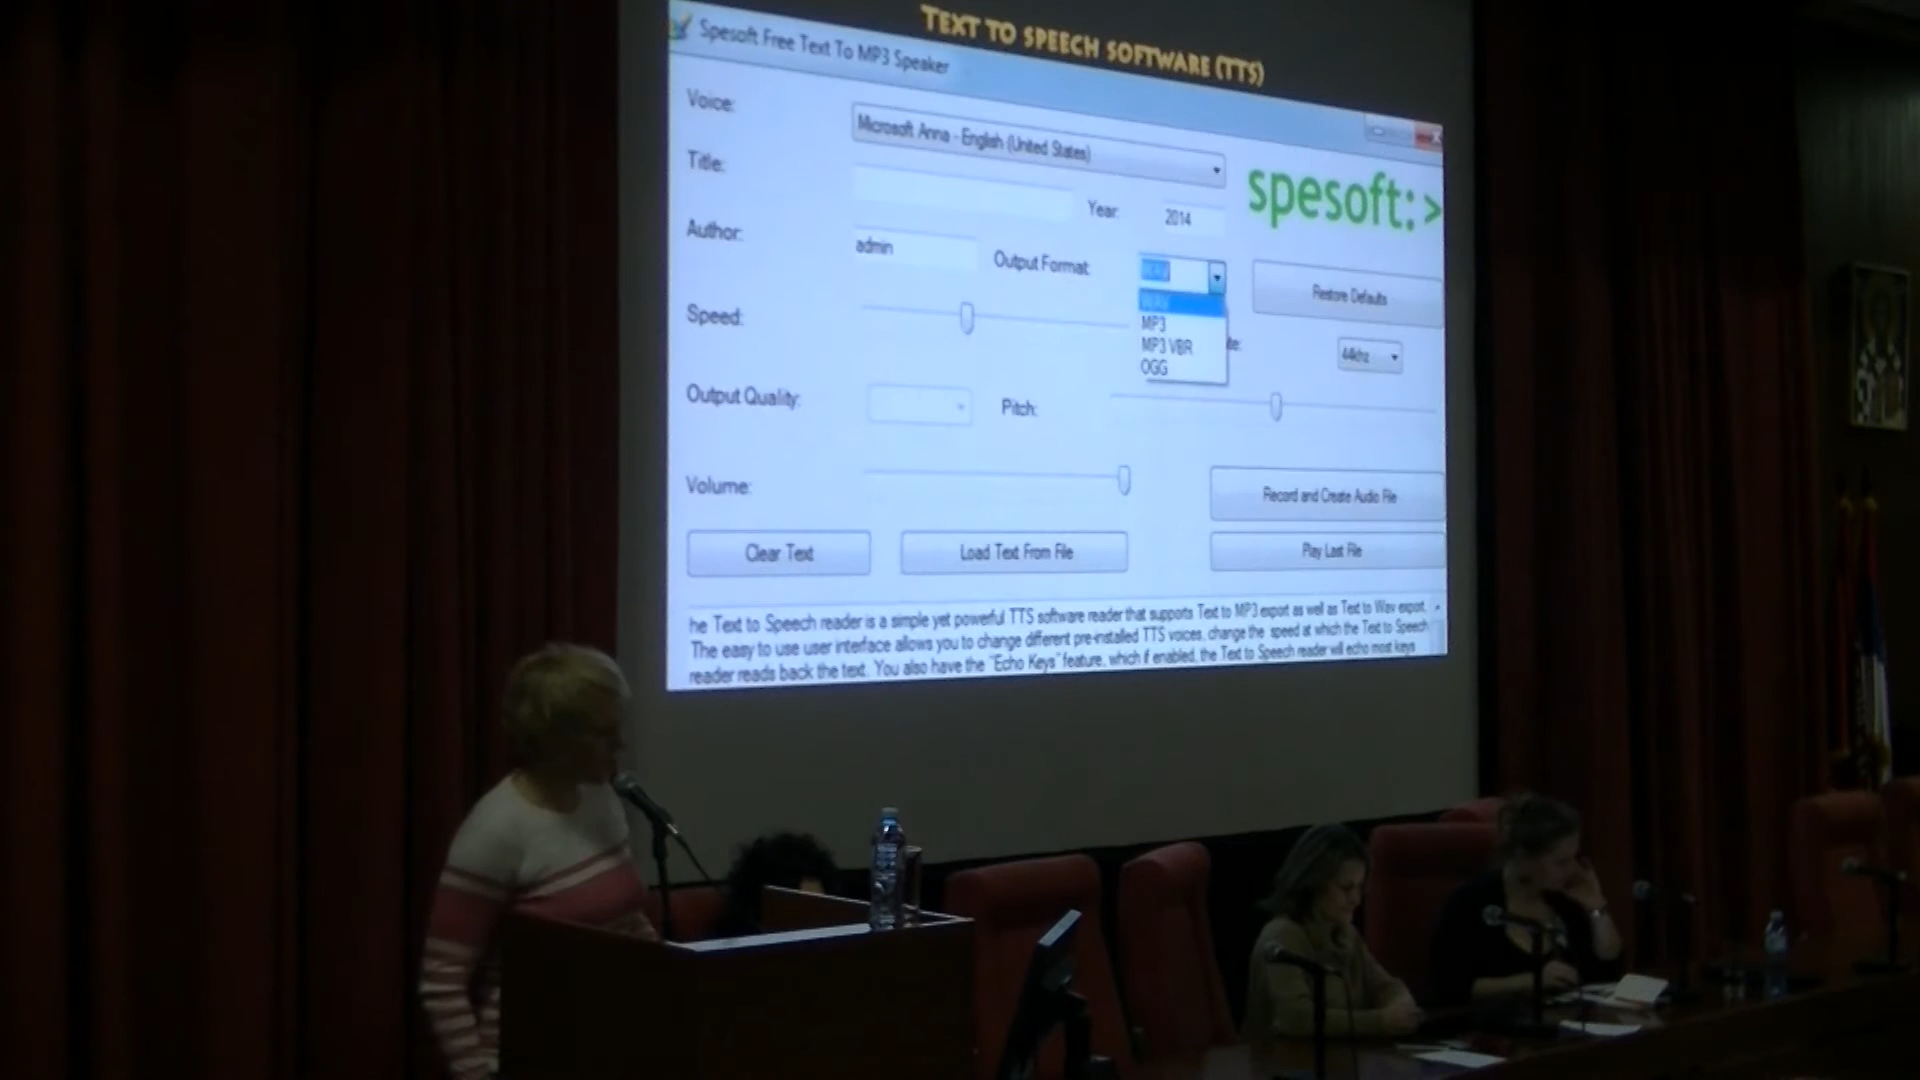 TEXT TO SPEECH SOFTWARE (TTS)
Spesoft Free Text To MP3 Speaker
Voice:
Microsoft Anna - English (United States)
Title:
Year:
2014
spesoft:>
Author:
admin
Output Format:
WAV
WAV
MP3
MP3 VBR
OGG
Restore Defaults
Speed:
44khz
Output Quality:
Pitch:
Volume:
Record and Create Audio File
Clear Text
Load Text From File
Play Last File
he Text to Speech reader is a simple yet powerful TTS software reader that supports Text to MP3 export as well as Text to Wav export.
The easy to use user interface allows you to change different pre-installed TTS voices, change the speed at which the Text to Speech
reader reads back the text. You also have the "Echo Keys" feature, which if enabled, the Text to Speech reader will echo most keys